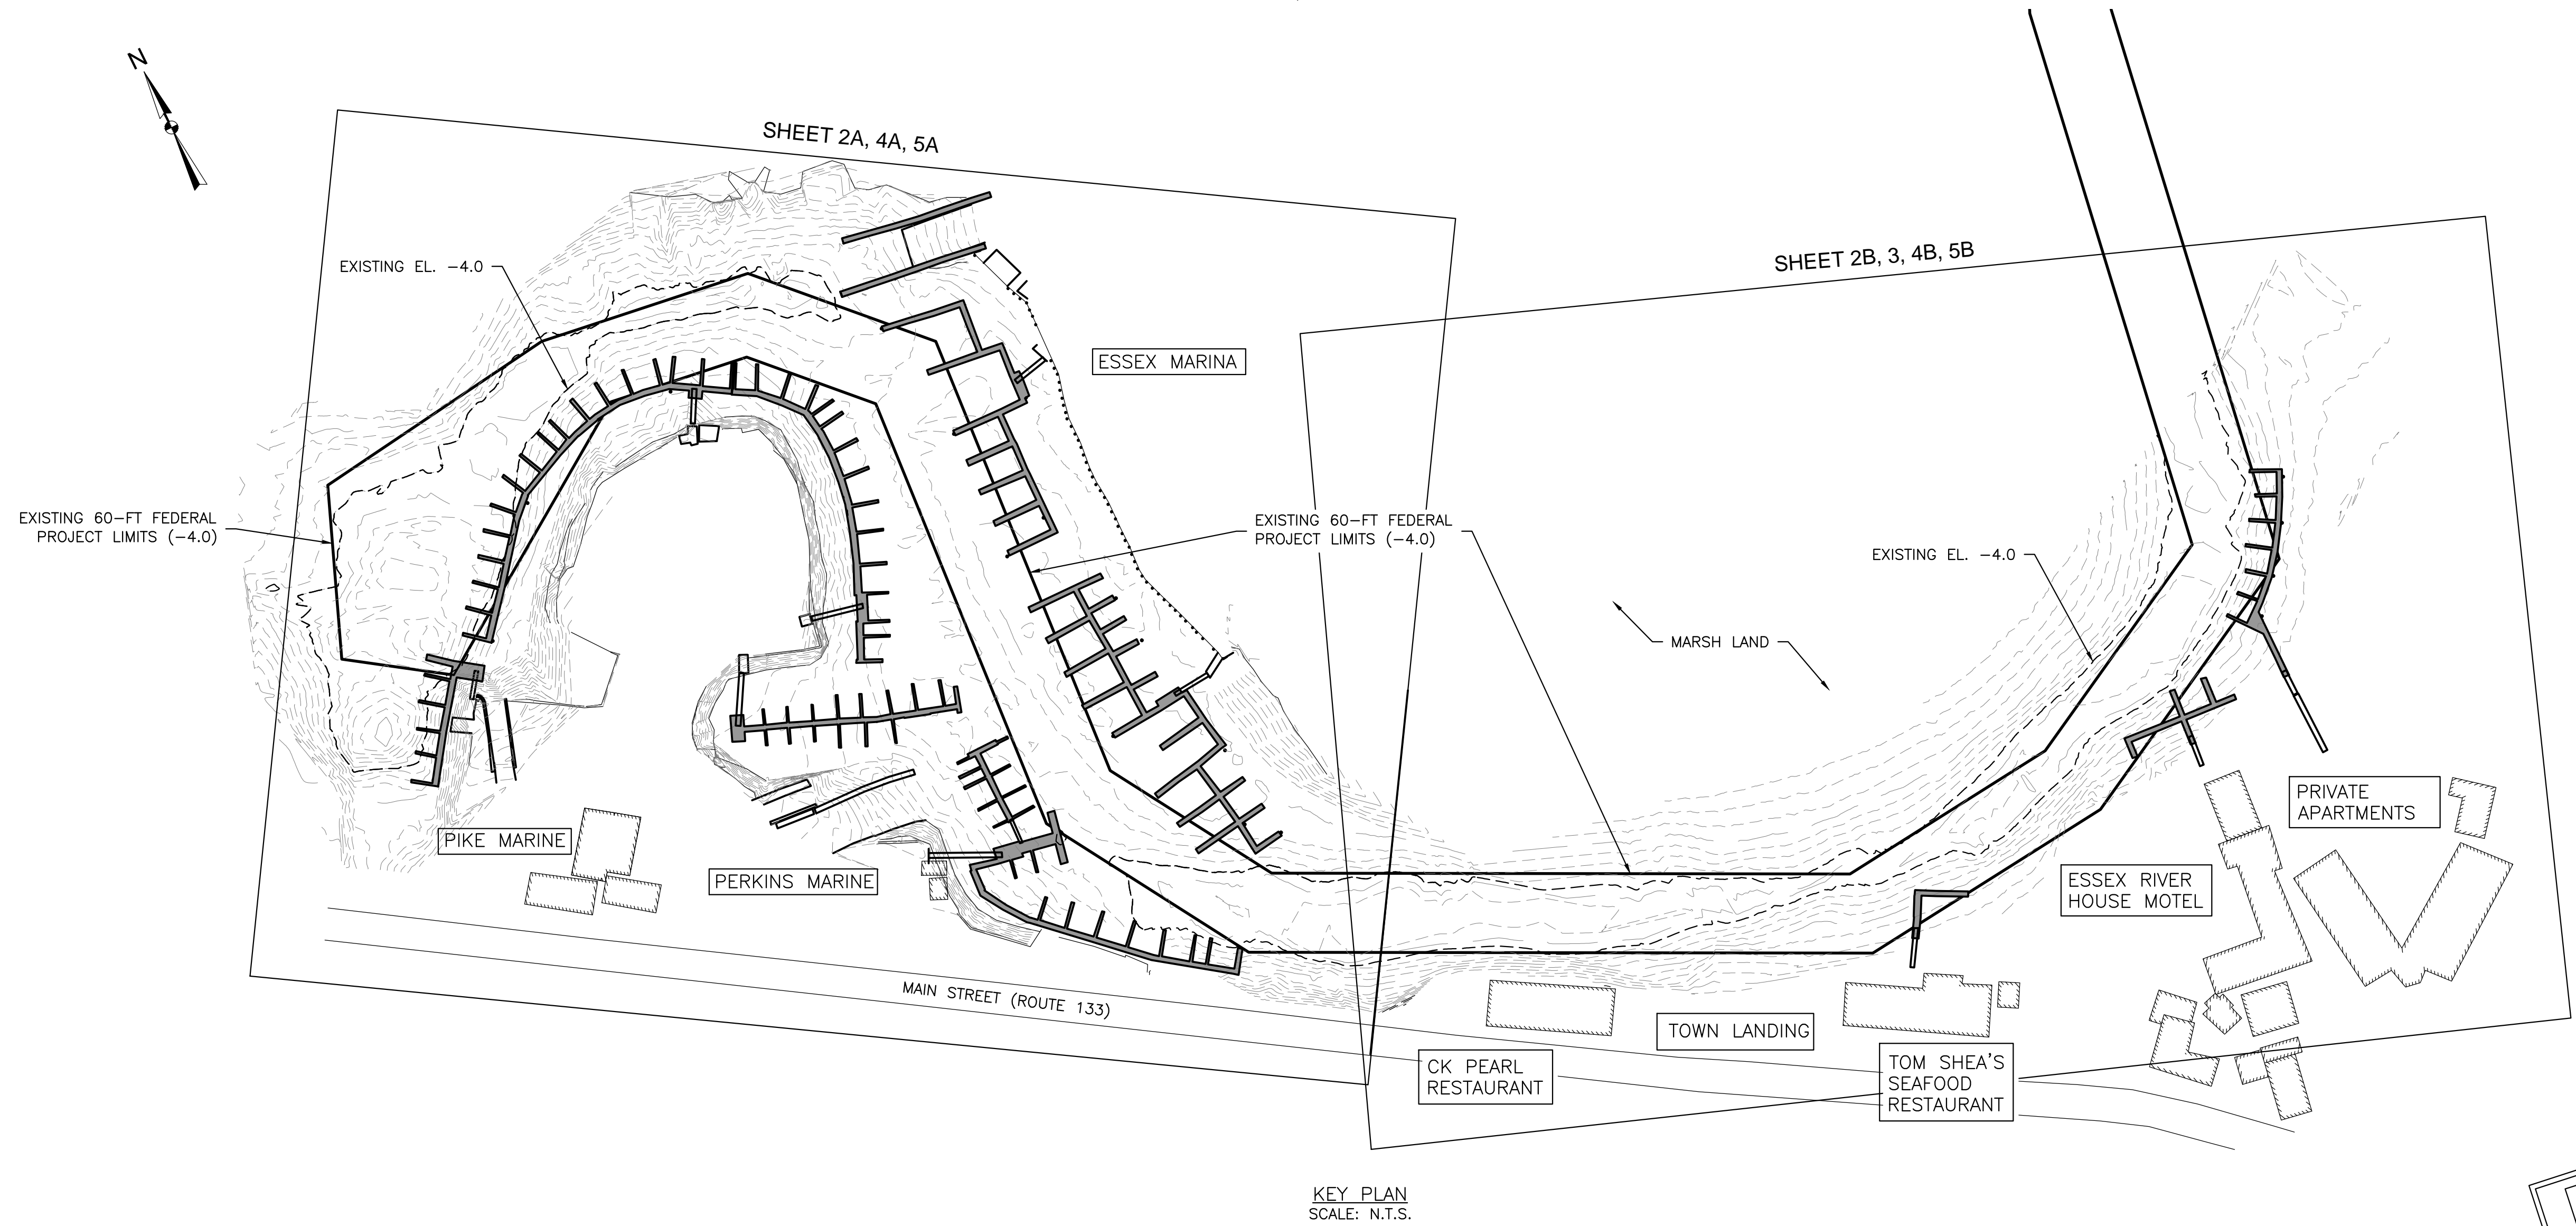 N
SHEET 2A, 4A, 5A
SHEET 2B, 3, 4B, 5B
EXISTING EL. -4.0
ESSEX MARINA
EXISTING 60-FT FEDERAL
PROJECT LIMITS (-4.0)
EXISTING 60-FT FEDERAL
PROJECT LIMITS (-4.0)
EXISTING EL. -4.0
MARSH LAND
PIKE MARINE
PERKINS MARINE
PRIVATE
APARTMENTS
ESSEX RIVER
HOUSE MOTEL
MAIN STREET (ROUTE 133)
TOWN LANDING
CK PEARL
RESTAURANT
TOM SHEA'S
SEAFOOD
RESTAURANT
KEY PLAN
SCALE: N.T.S.